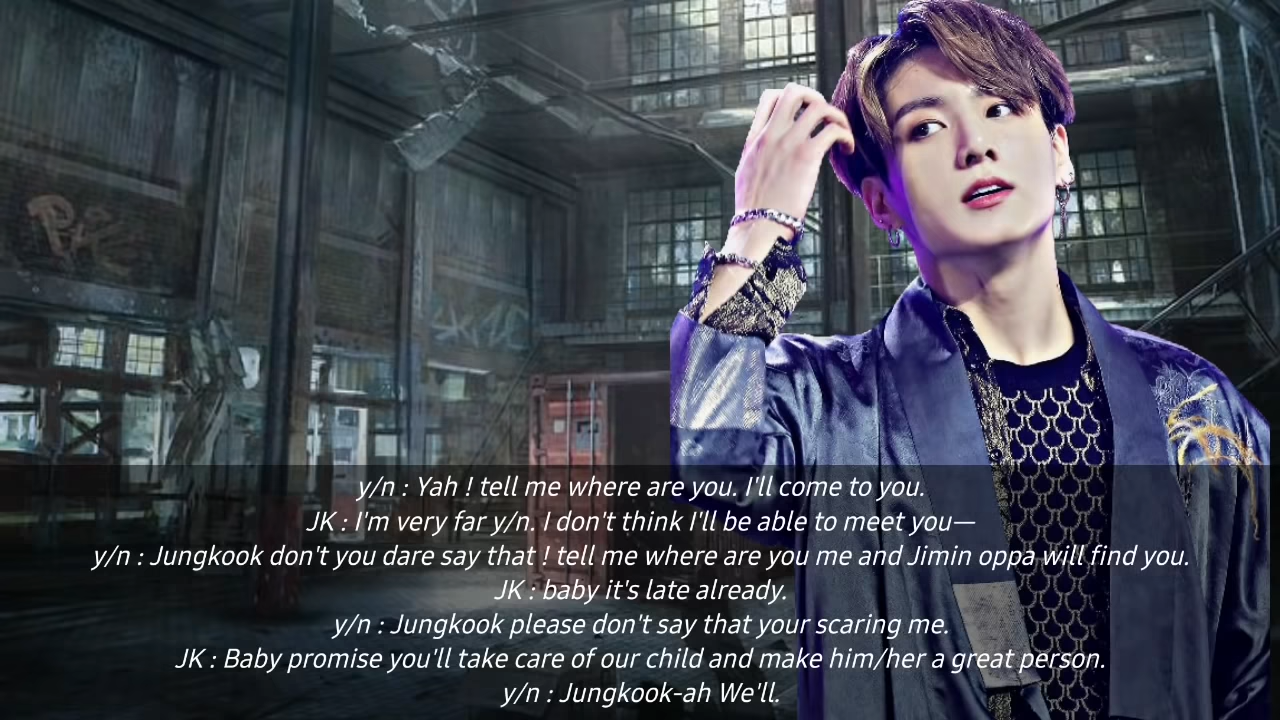 y/n : Yah ! tell me where are you. I'll come to you.
JK : I'm very far y/n. I don't think I'll be able to meet you—
y/n : Jungkook don't you dare say that ! tell me where are you me and Jimin oppa will find you.
JK : baby it's late already.
y/n : Jungkook please don't say that your scaring me.
JK : Baby promise you'll take care of our child and make him/her a great person.
y/n : Jungkook-ah We'll.